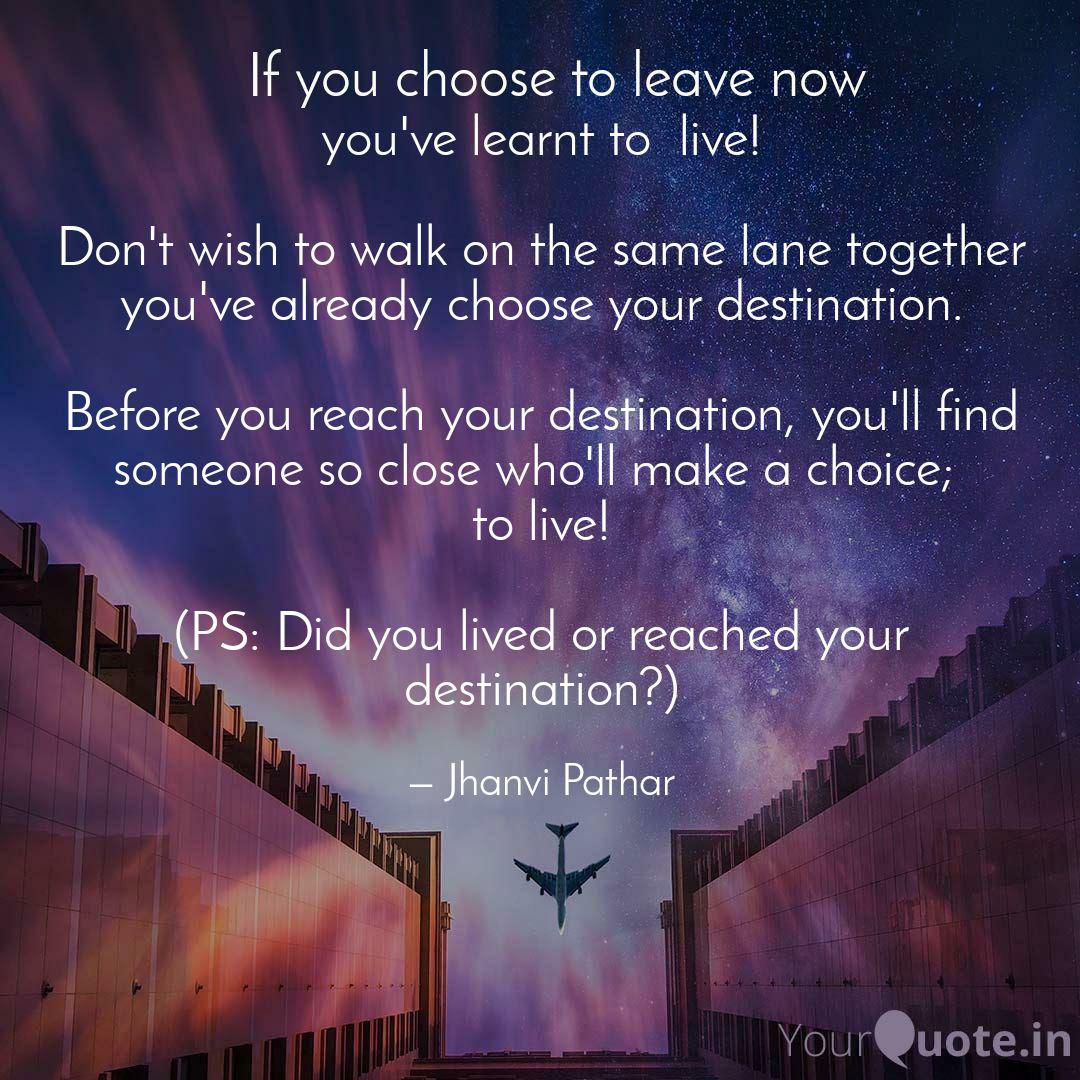 If you choose to leave now
you've learnt to live!
Don't wish to walk on the same lane together
you've already choose your destination.
Before you reach your destination, you'll find
someone so close who'll make a choice;
to live!
(PS: Did you lived or reached your
destination?)
– Jhanvi Pathar
YourQuote.in